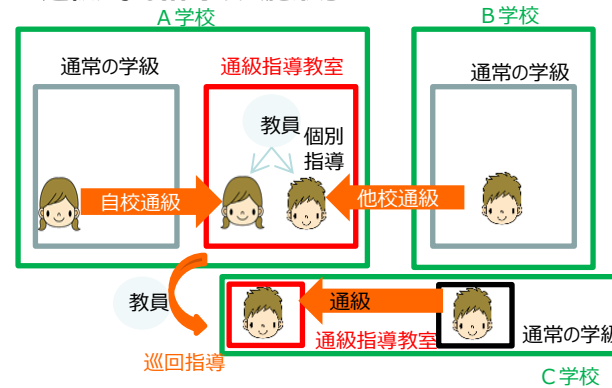 A学校
B学校
通常の学級
通級指導教室
通常の学級
教員
個別
指導
自校通級
他校通級
教員
通級
通級指導教室
通常の学級
巡回指導
C学校